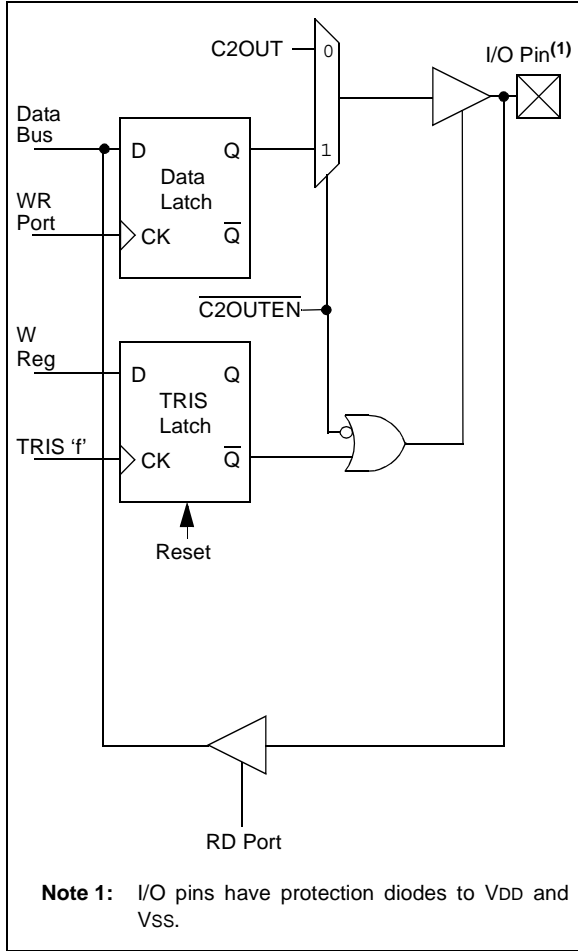 C2OUT
0
I/O Pin(1)
Data
Bus
D
Q
1
Data
Latch
WR
Port
CK
Q̅
C̅2̅O̅U̅T̅E̅N̅
W
Reg
D
Q
TRIS
Latch
TRIS ‘f’
CK
Q̅
Reset
RD Port
Note 1: I/O pins have protection diodes to VDD and
VSS.